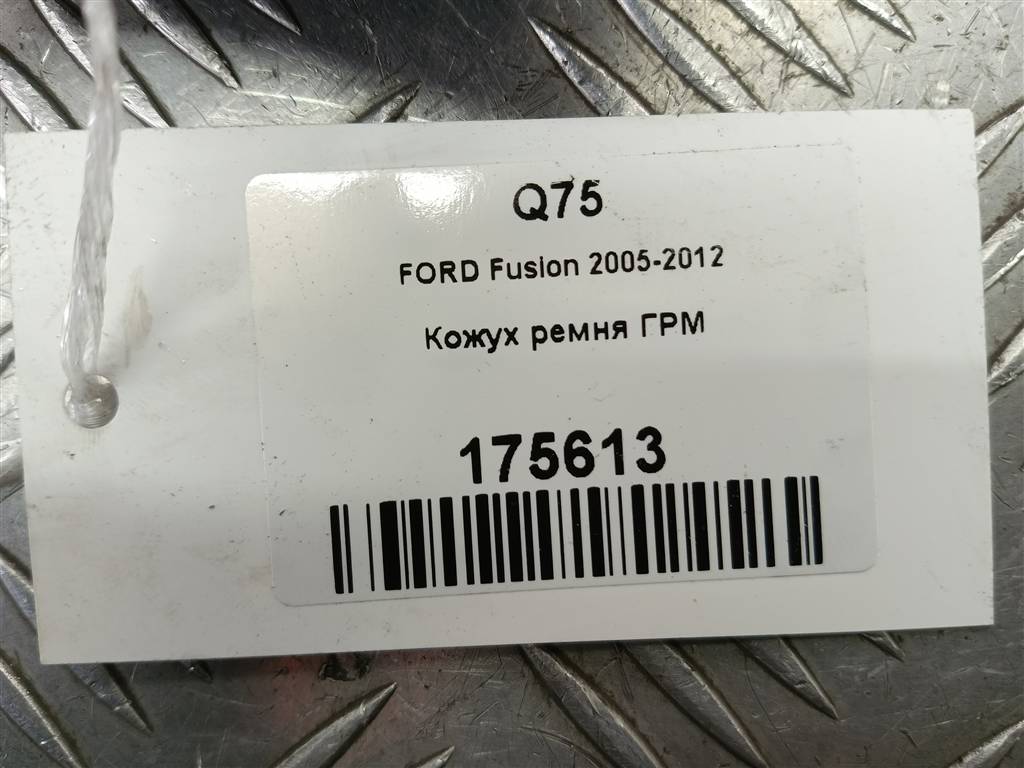 Q75
FORD Fusion 2005-2012
Кожух ремня ГРМ
175613